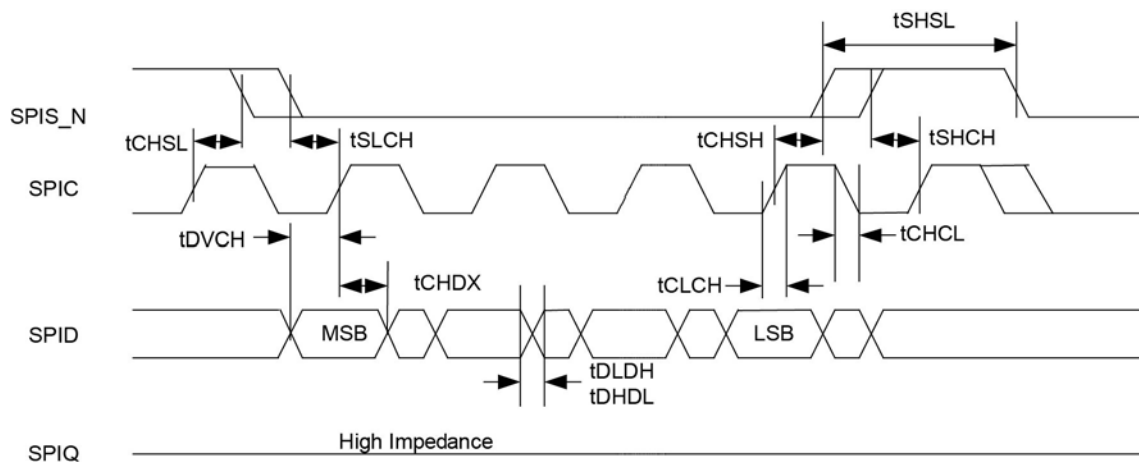 tSHSL
SPIS_N
tCHSL
tSLCH
tCHSH
tSHCH
SPIC
tDVCH
tCHCL
tCHDX
tCLCH
SPID
MSB
LSB
tDLDH
tDHDL
High Impedance
SPIQ